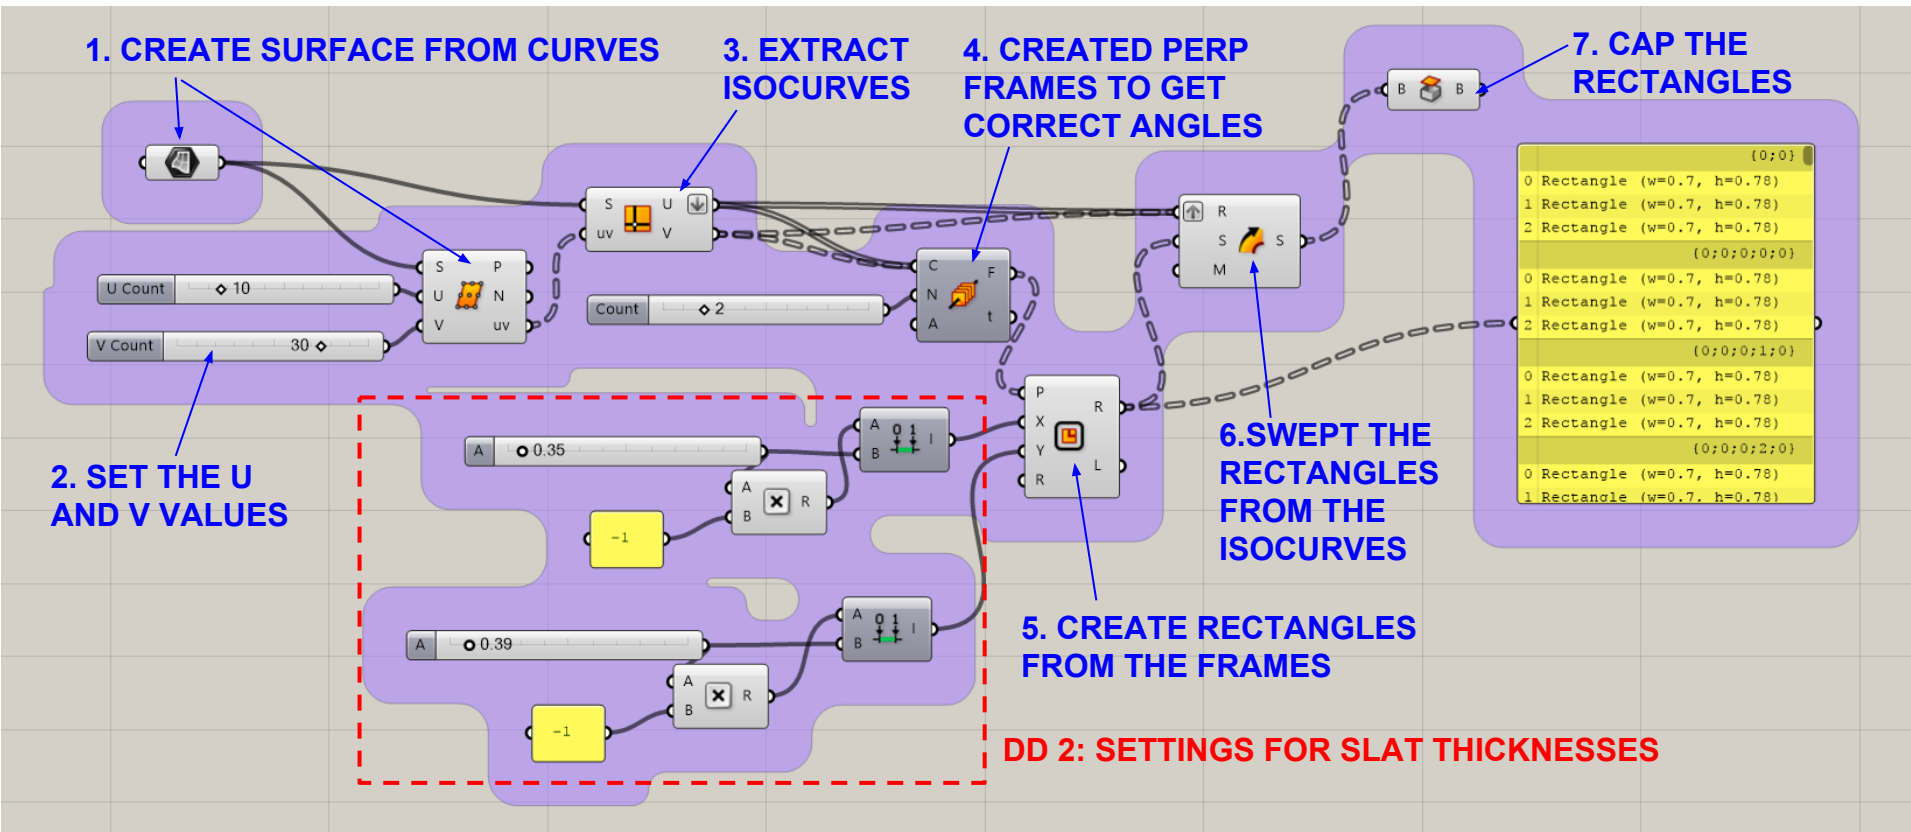 1. CREATE SURFACE FROM CURVES
3. EXTRACT
ISOCURVES
4. CREATED PERP
FRAMES TO GET
CORRECT ANGLES
7. CAP THE
RECTANGLES
B B
S U
uv V
R
S S
M
S P
U N
V uv
U Count 10
V Count 30
Count 2
C F
N
A t
{0;0}
0 Rectangle (w=0.7, h=0.78)
1 Rectangle (w=0.7, h=0.78)
2 Rectangle (w=0.7, h=0.78)
{0;0;0;0;0}
0 Rectangle (w=0.7, h=0.78)
1 Rectangle (w=0.7, h=0.78)
2 Rectangle (w=0.7, h=0.78)
{0;0;0;1;0}
0 Rectangle (w=0.7, h=0.78)
1 Rectangle (w=0.7, h=0.78)
2 Rectangle (w=0.7, h=0.78)
{0;0;0;2;0}
0 Rectangle (w=0.7, h=0.78)
1 Rectangle (w=0.7, h=0.78)
2. SET THE U
AND V VALUES
A 0.35
A 0 1 I
B
A R
B
-1
P R
X
Y L
R
6.SWEPT THE
RECTANGLES
FROM THE
ISOCURVES
A 0.39
A 0 1 I
B
A R
B
-1
5. CREATE RECTANGLES
FROM THE FRAMES
DD 2: SETTINGS FOR SLAT THICKNESSES